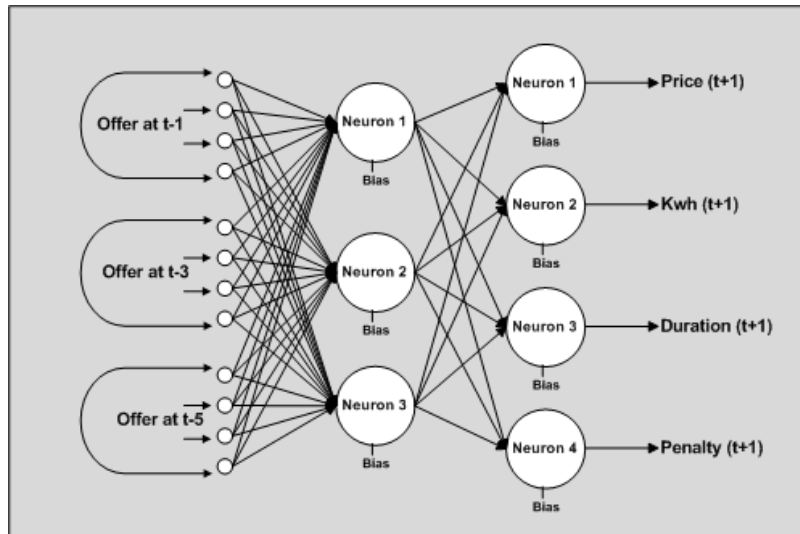 Offer at t-1
Offer at t-3
Offer at t-5
Neuron 1
Bias
Neuron 2
Bias
Neuron 3
Bias
Neuron 1
Bias
Neuron 2
Bias
Neuron 3
Bias
Neuron 4
Bias
Price (t+1)
Kwh (t+1)
Duration (t+1)
Penalty (t+1)